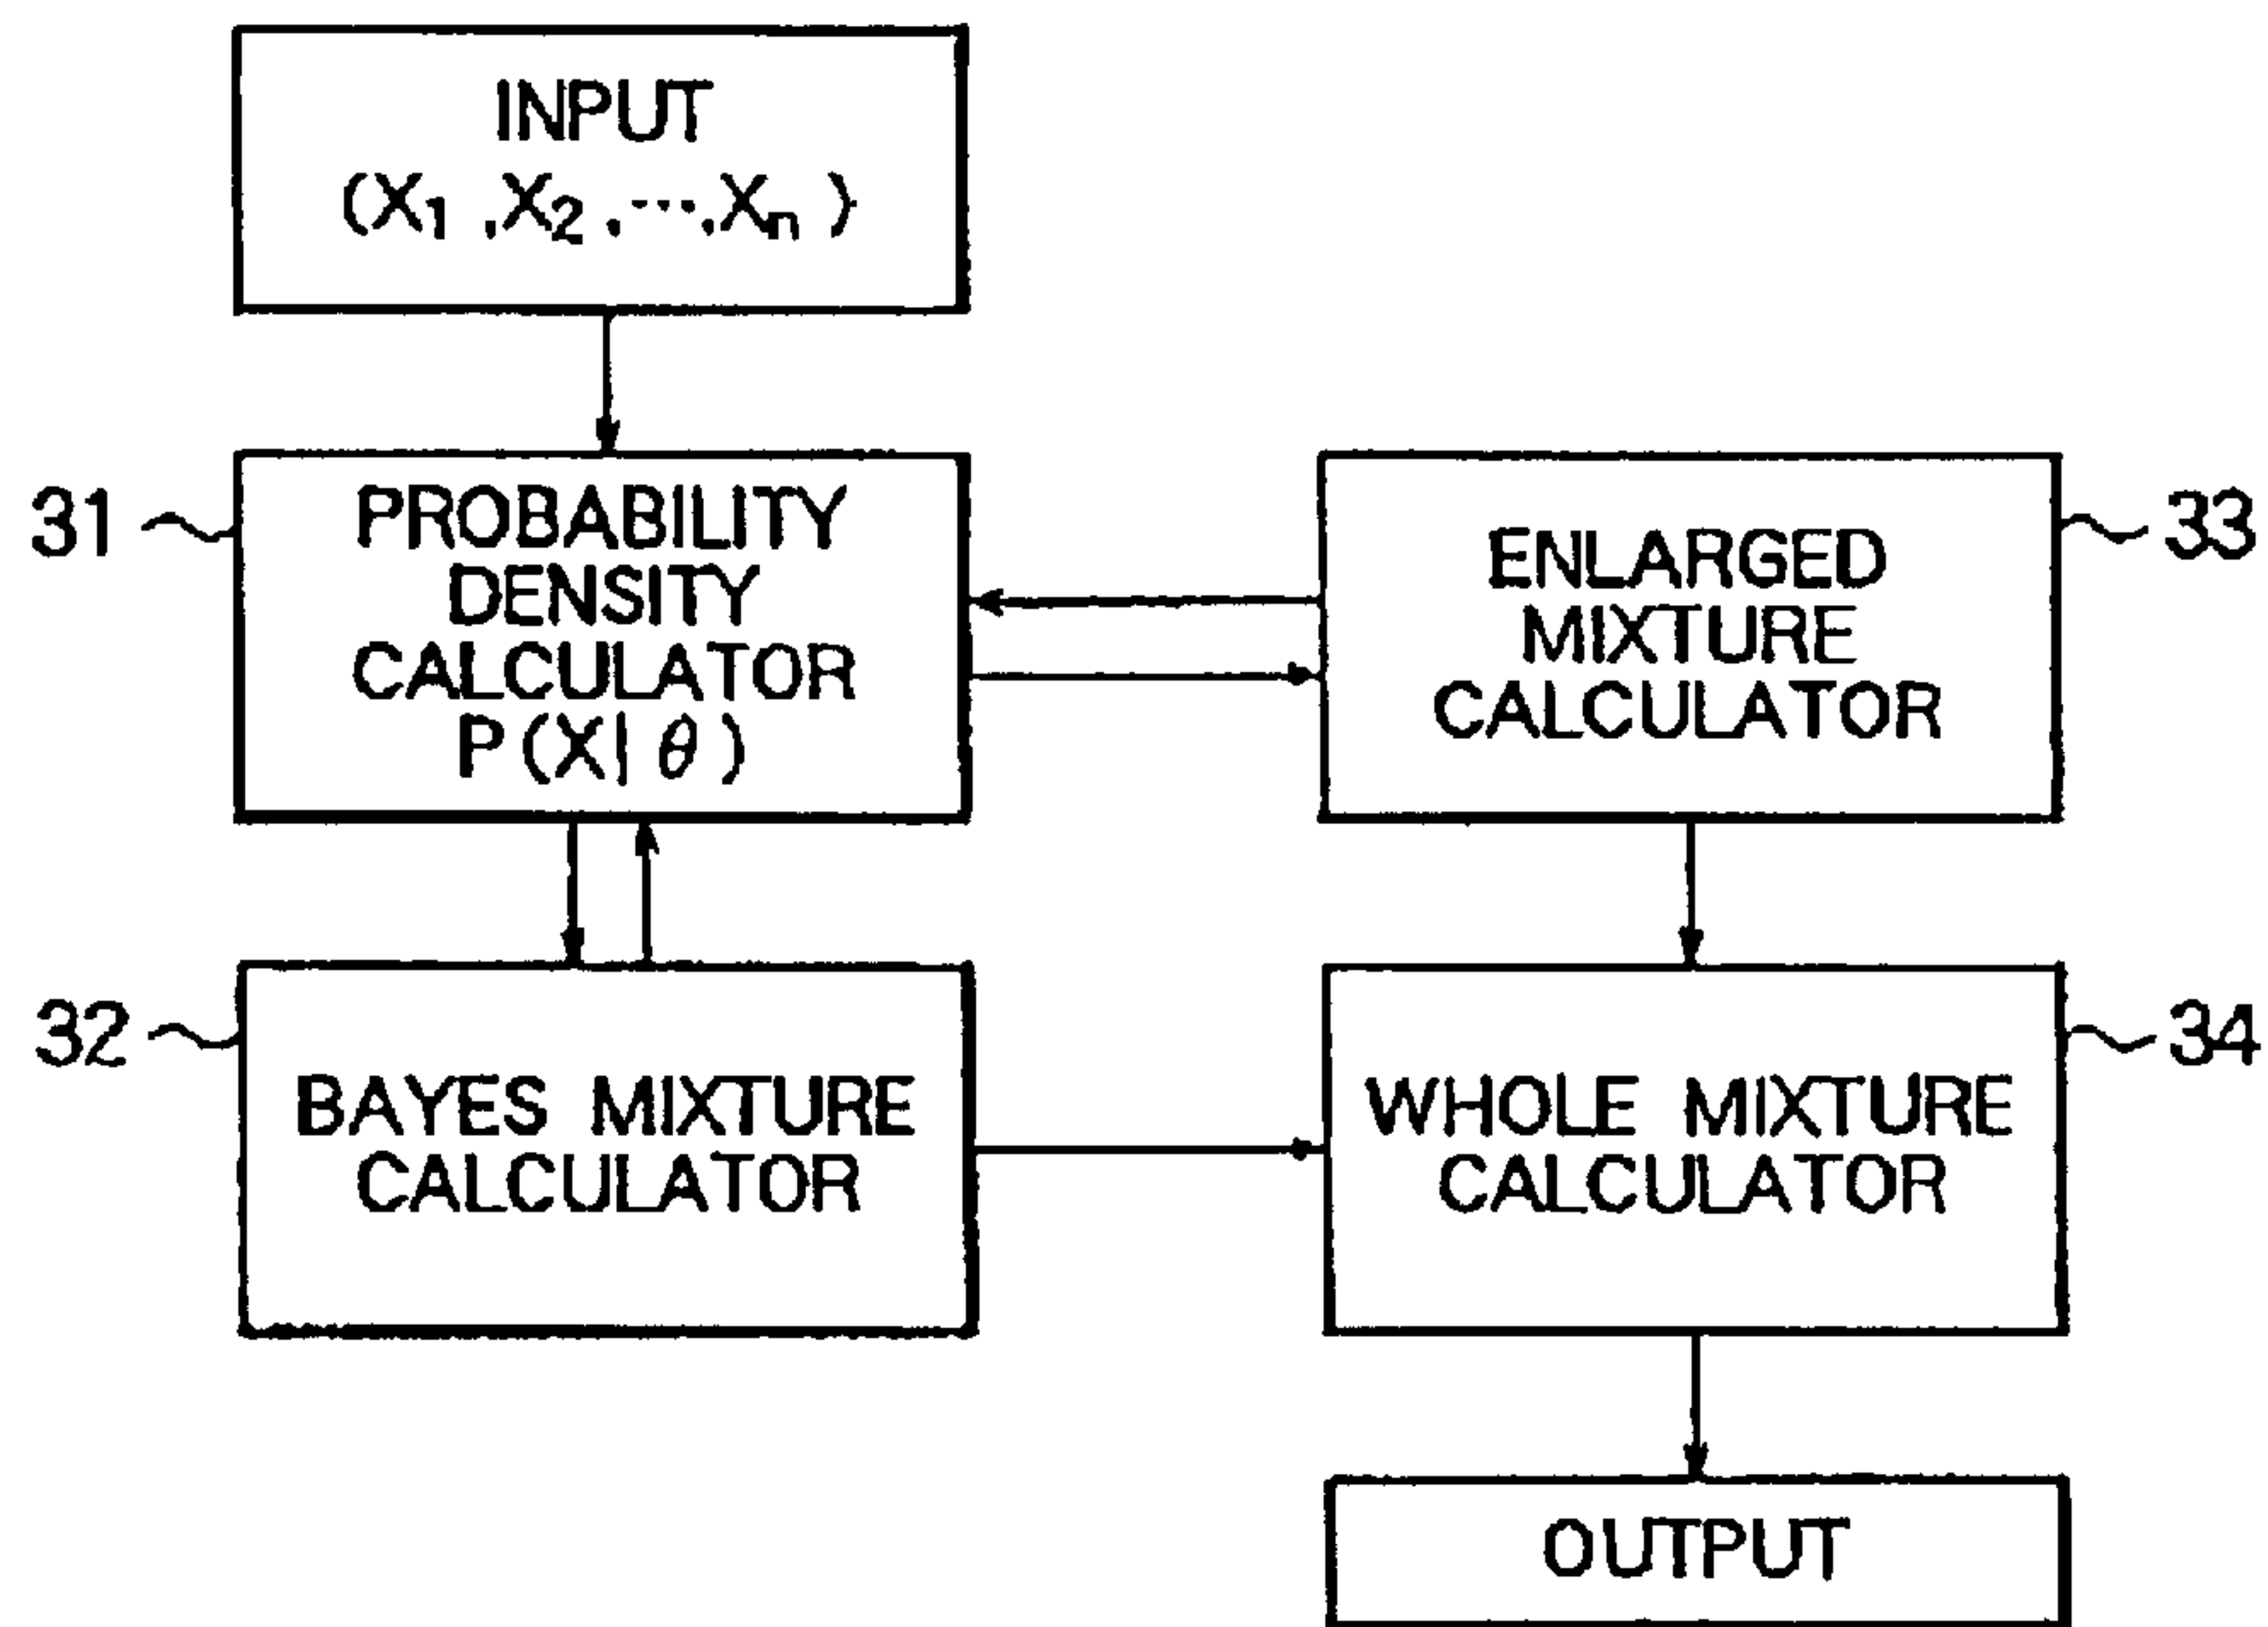 INPUT
(X1 ,X2 ,...,Xn )
31
PROBABILITY
DENSITY
CALCULATOR
P(X| θ )
33
ENLARGED
MIXTURE
CALCULATOR
32
BAYES MIXTURE
CALCULATOR
34
WHOLE MIXTURE
CALCULATOR
OUTPUT